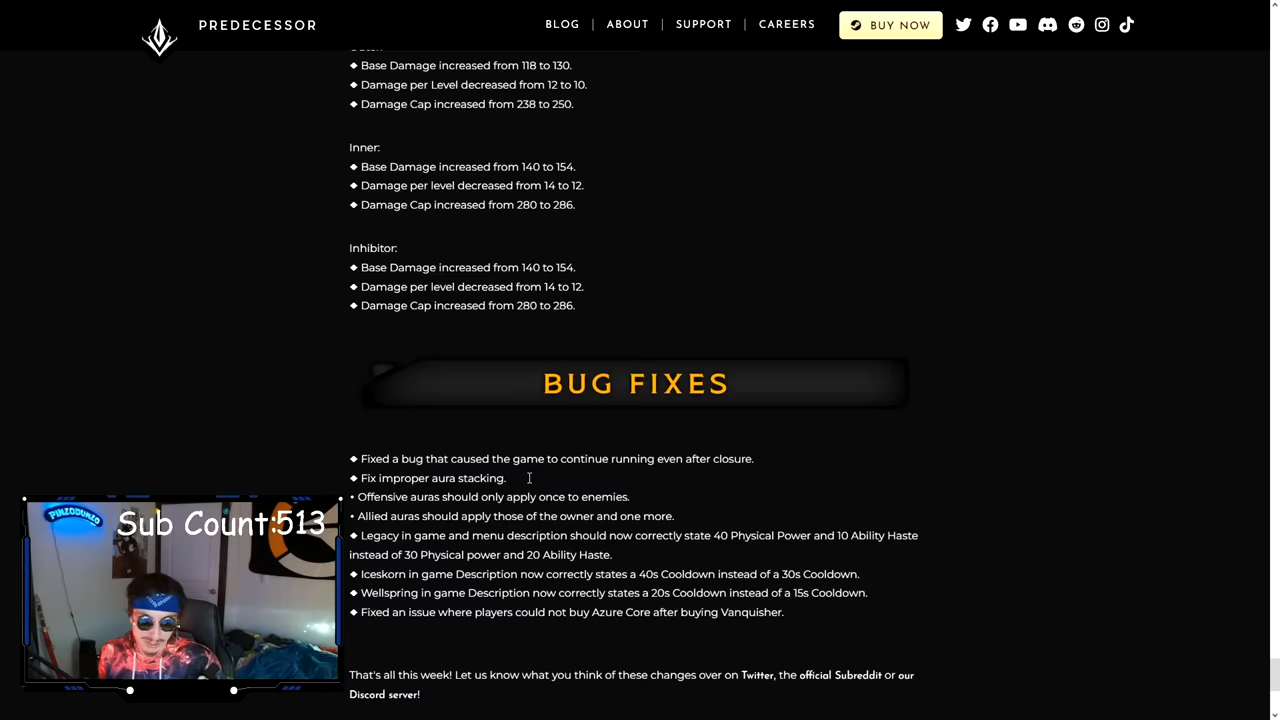 PREDECESSOR
BLOG | ABOUT | SUPPORT | CAREERS
BUY NOW
◆ Base Damage increased from 118 to 130.
◆ Damage per Level decreased from 12 to 10.
◆ Damage Cap increased from 238 to 250.
Inner:
◆ Base Damage increased from 140 to 154.
◆ Damage per level decreased from 14 to 12.
◆ Damage Cap increased from 280 to 286.
Inhibitor:
◆ Base Damage increased from 140 to 154.
◆ Damage per level decreased from 14 to 12.
◆ Damage Cap increased from 280 to 286.
BUG FIXES
◆ Fixed a bug that caused the game to continue running even after closure.
◆ Fix improper aura stacking.
• Offensive auras should only apply once to enemies.
• Allied auras should apply those of the owner and one more.
◆ Legacy in game and menu description should now correctly state 40 Physical Power and 10 Ability Haste
instead of 30 Physical power and 20 Ability Haste.
◆ Iceskorn in game Description now correctly states a 40s Cooldown instead of a 30s Cooldown.
◆ Wellspring in game Description now correctly states a 20s Cooldown instead of a 15s Cooldown.
◆ Fixed an issue where players could not buy Azure Core after buying Vanquisher.
That's all this week! Let us know what you think of these changes over on Twitter, the official Subreddit or our
Discord server!
PINZODUNZO
Sub Count:513